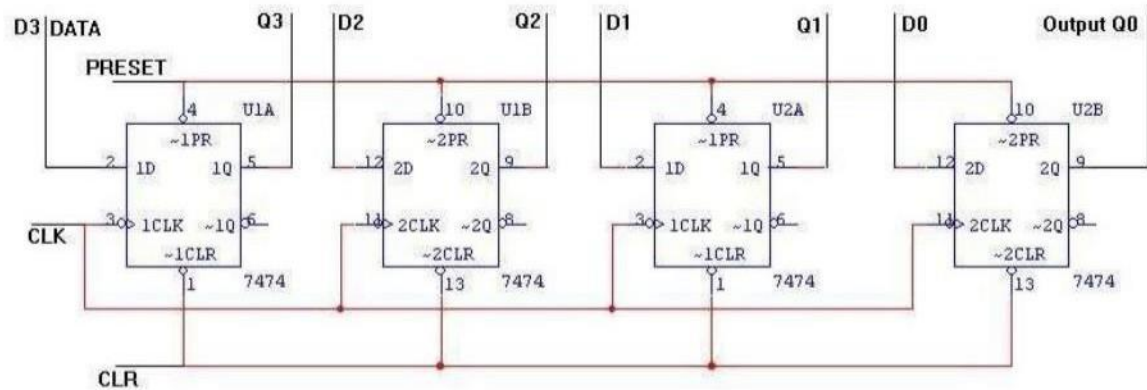 D3 DATA Q3 D2 Q2 D1 Q1 D0 Output Q0
PRESET
4 U1A 10 U1B 4 U2A 10 U2B
~1PR ~2PR ~1PR ~2PR
2 1D 1Q 5 12 2D 2Q 9 2 1D 1Q 5 12 2D 2Q 9
3 1CLK ~1Q 6 11 2CLK ~2Q 8 3 1CLK ~1Q 6 11 2CLK ~2Q 8
CLK
~1CLR ~2CLR ~1CLR ~2CLR
1 7474 13 7474 1 7474 13 7474
CLR